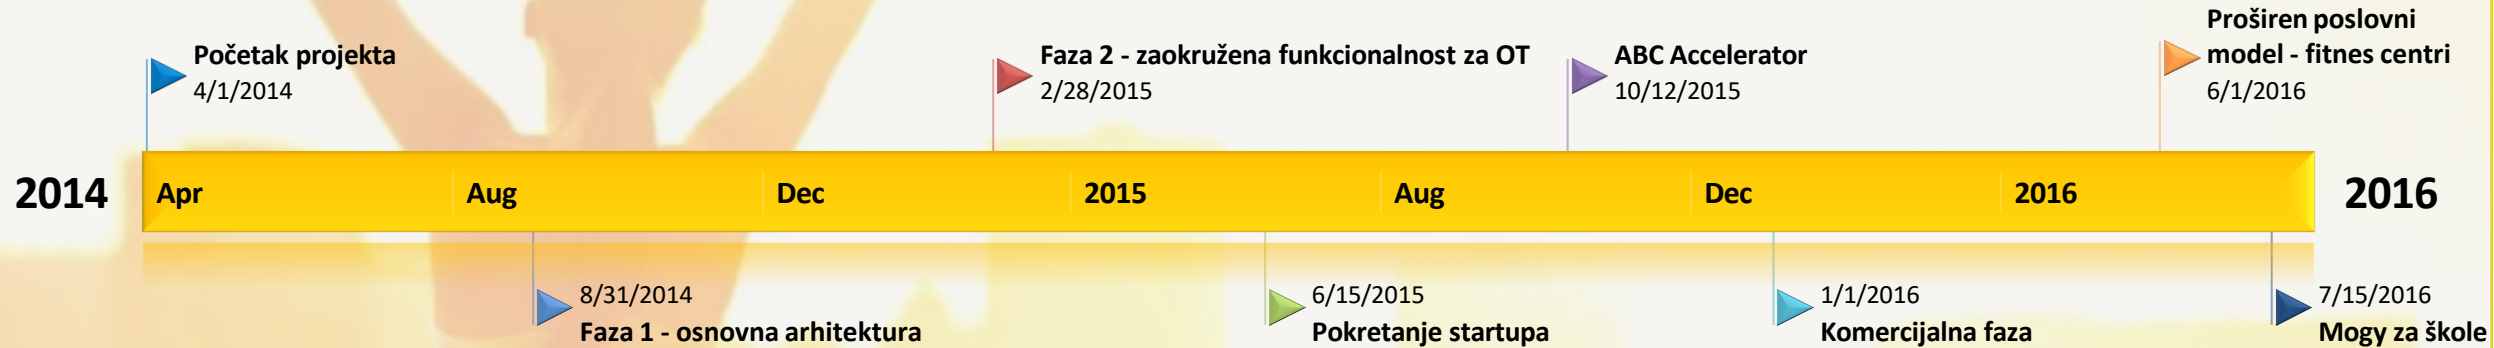 Početak projekta
4/1/2014
Faza 2 - zaokružena funkcionalnost za OT
2/28/2015
ABC Accelerator
10/12/2015
Proširen poslovni
model - fitnes centri
6/1/2016
2014 Apr Aug Dec 2015 Aug Dec 2016 2016
8/31/2014
Faza 1 - osnovna arhitektura
6/15/2015
Pokretanje startupa
1/1/2016
Komercijalna faza
7/15/2016
Mogy za škole